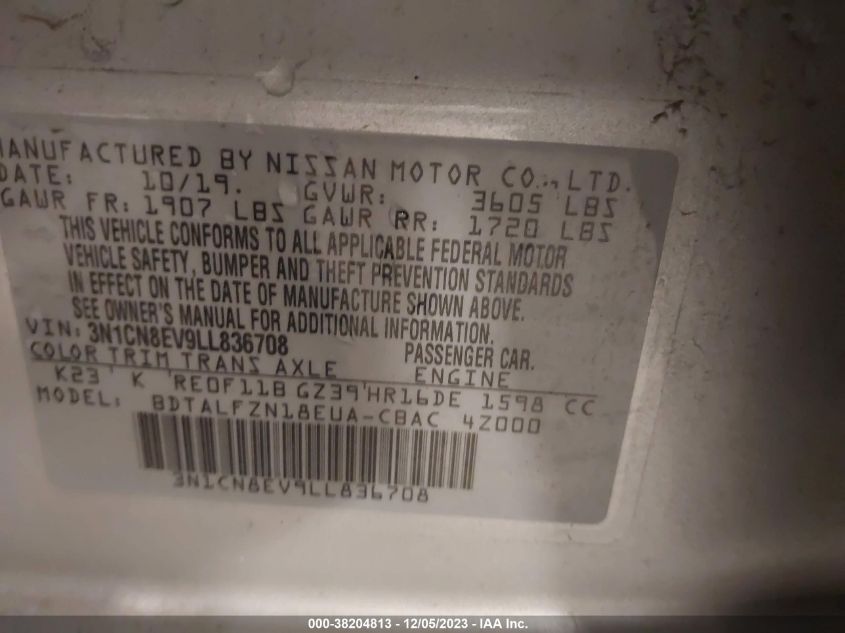 MANUFACTURED BY NISSAN MOTOR CO., LTD.
DATE: 10/19. GVWR: 3605 LBS
GAWR FR: 1907 LBS GAWR RR: 1720 LBS
THIS VEHICLE CONFORMS TO ALL APPLICABLE FEDERAL MOTOR
VEHICLE SAFETY, BUMPER AND THEFT PREVENTION STANDARDS
IN EFFECT ON THE DATE OF MANUFACTURE SHOWN ABOVE.
SEE OWNER'S MANUAL FOR ADDITIONAL INFORMATION.
VIN: 3N1CN8EV9LL836708 PASSENGER CAR.
COLOR TRIM TRANS AXLE ENGINE
K23 ' K 'RE0F11B GZ39'HR16DE 1598 CC
MODEL: BDTALFZN18EUA-CBAC 4Z000
3N1CN8EV9LL836708
000-38204813 - 12/05/2023 - IAA Inc.